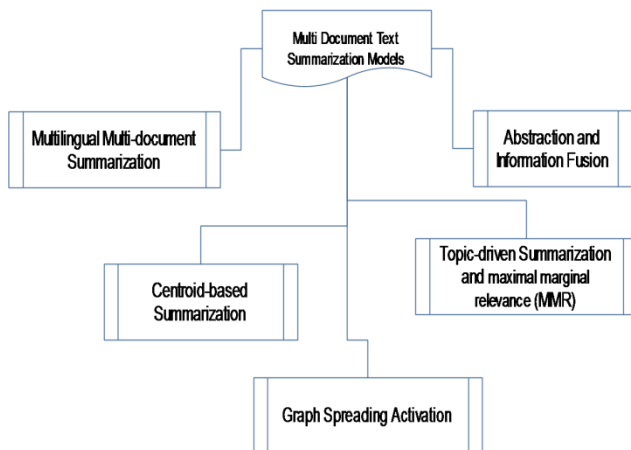 Multi Document Text
Summarization Models
Multilingual Multi-document
Summarization
Abstraction and
Information Fusion
Centroid-based
Summarization
Topic-driven Summarization
and maximal marginal
relevance (MMR)
Graph Spreading Activation